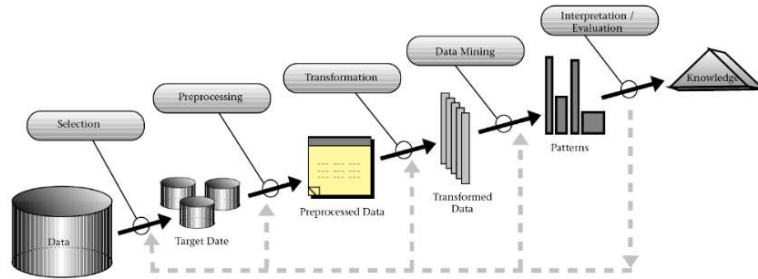 Interpretation /
Evaluation
Data Mining
Transformation
Preprocessing
Selection
Knowledge
Patterns
Transformed
Data
Preprocessed Data
Target Date
Data